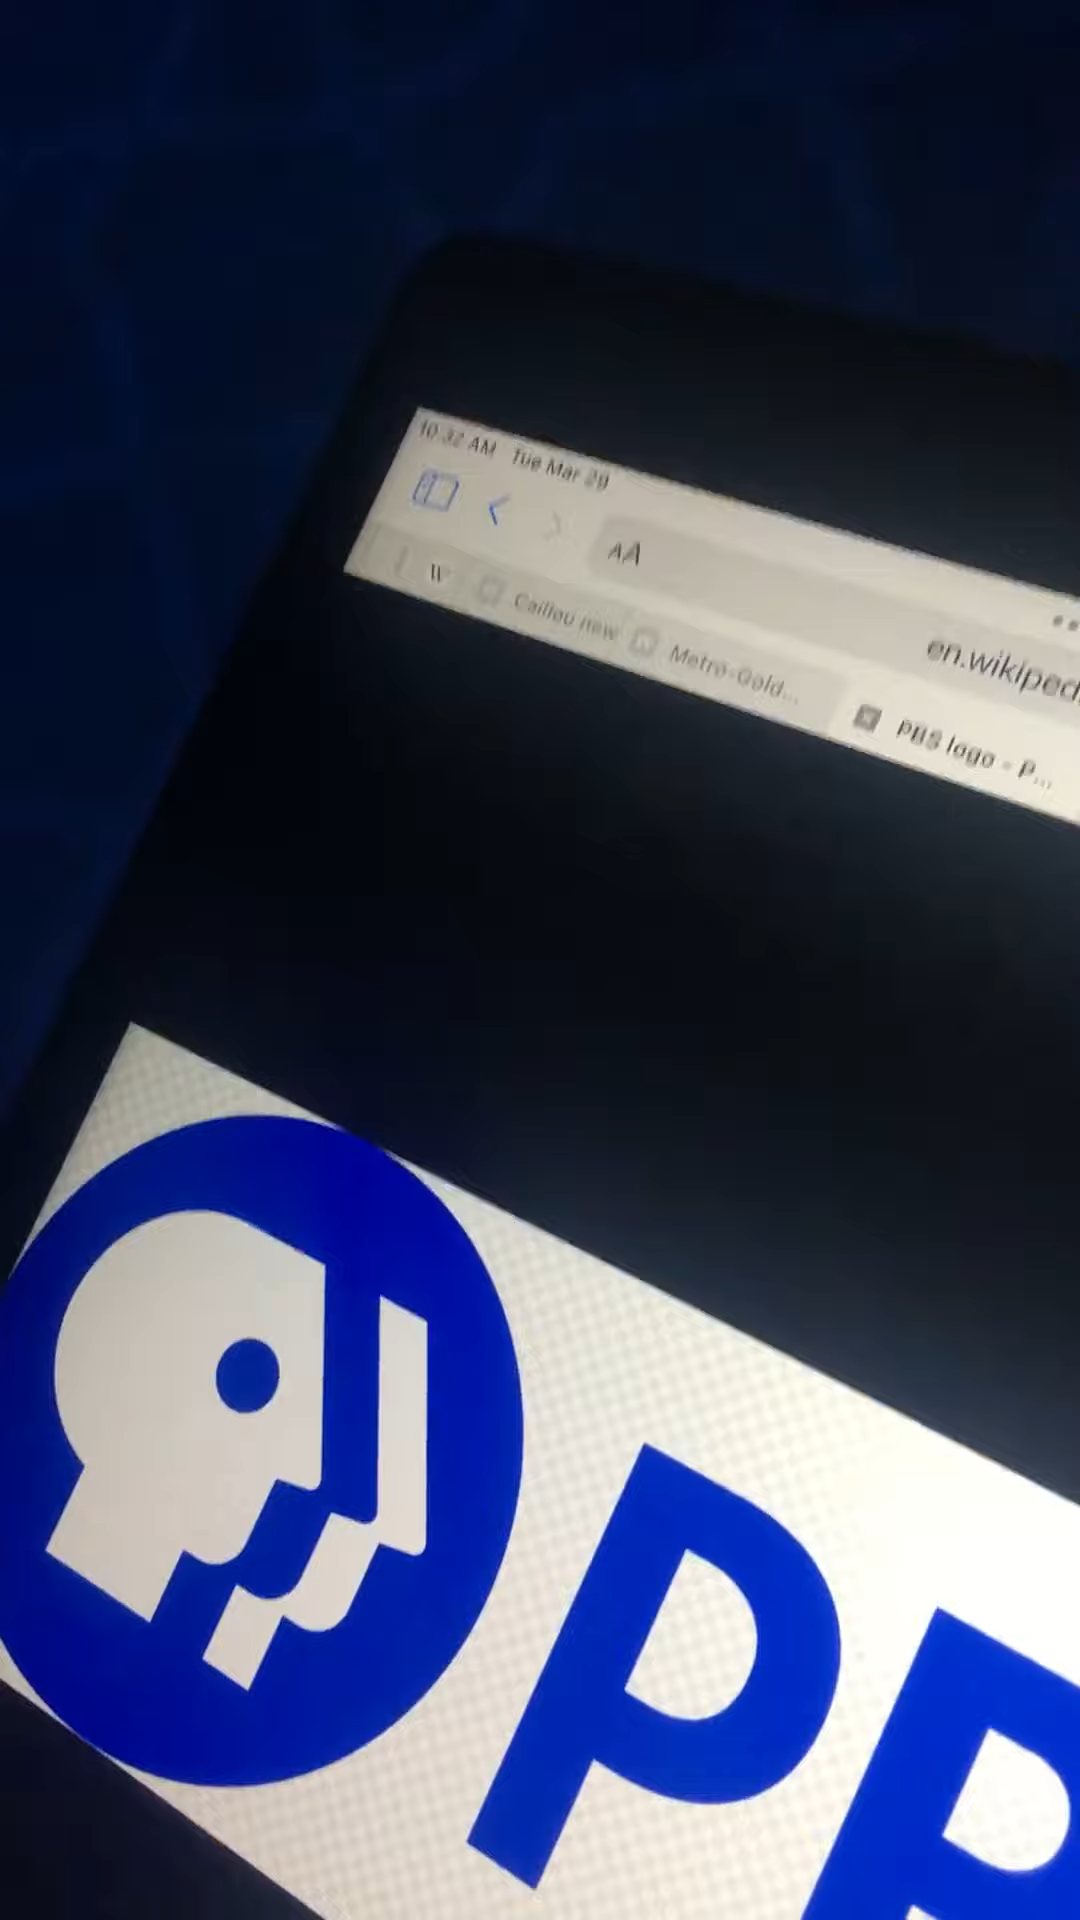 10:32 AM Tue Mar 29
AA
en.wikiped
W
Caillou new
Metro-Gold...
PBS logo - P...
PB